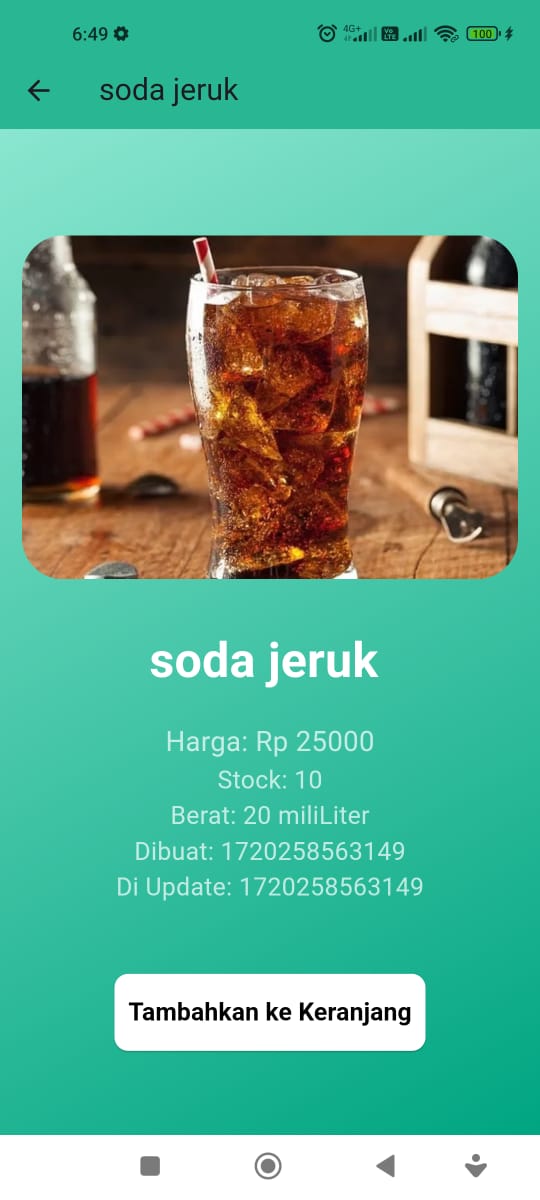 6:49 4G+ Vo LTE 100
soda jeruk
soda jeruk
Harga: Rp 25000
Stock: 10
Berat: 20 miliLiter
Dibuat: 1720258563149
Di Update: 1720258563149
Tambahkan ke Keranjang